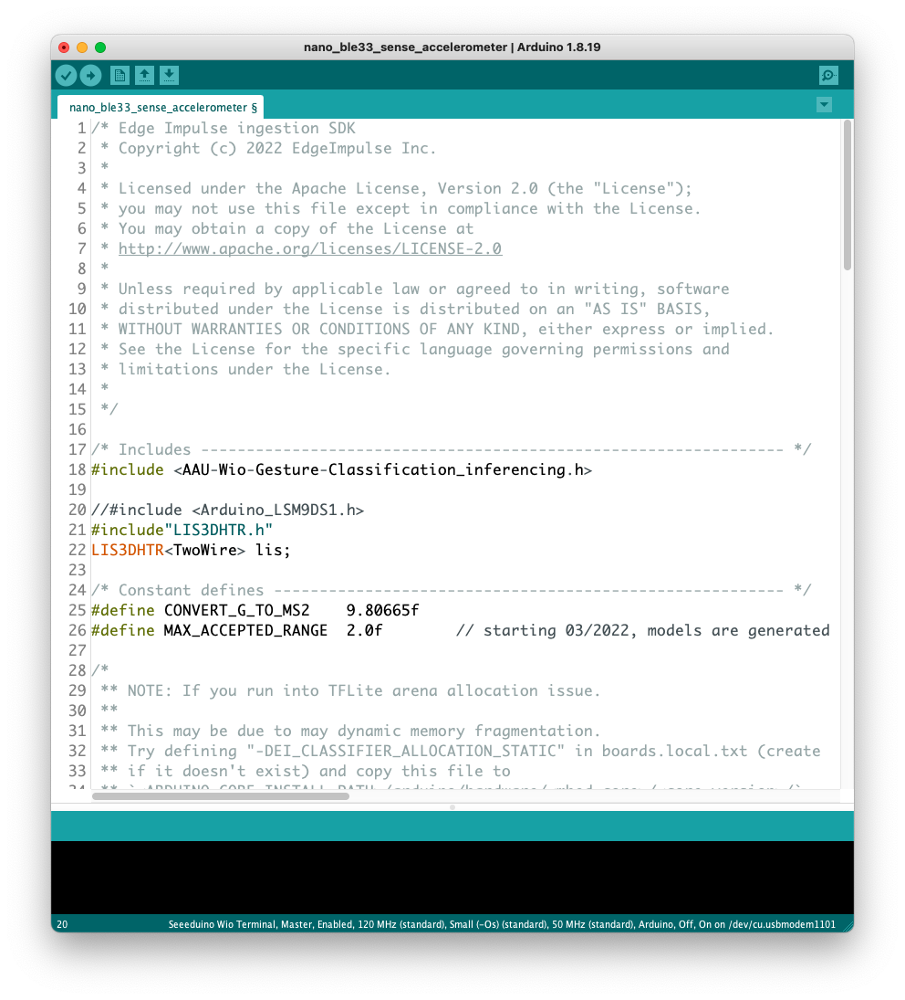 nano_ble33_sense_accelerometer | Arduino 1.8.19
nano_ble33_sense_accelerometer §
1 /* Edge Impulse ingestion SDK
2  * Copyright (c) 2022 EdgeImpulse Inc.
3  *
4  * Licensed under the Apache License, Version 2.0 (the "License");
5  * you may not use this file except in compliance with the License.
6  * You may obtain a copy of the License at
7  * http://www.apache.org/licenses/LICENSE-2.0
8  *
9  * Unless required by applicable law or agreed to in writing, software
10  * distributed under the License is distributed on an "AS IS" BASIS,
11  * WITHOUT WARRANTIES OR CONDITIONS OF ANY KIND, either express or implied.
12  * See the License for the specific language governing permissions and
13  * limitations under the License.
14  *
15  */
16
17 /* Includes ---------------------------------------------------------------- */
18 #include <AAU-Wio-Gesture-Classification_inferencing.h>
19
20 //#include <Arduino_LSM9DS1.h>
21 #include"LIS3DHTR.h"
22 LIS3DHTR<TwoWire> lis;
23
24 /* Constant defines -------------------------------------------------------- */
25 #define CONVERT_G_TO_MS2    9.80665f
26 #define MAX_ACCEPTED_RANGE  2.0f        // starting 03/2022, models are generated
27
28 /*
29  ** NOTE: If you run into TFLite arena allocation issue.
30  **
31  ** This may be due to may dynamic memory fragmentation.
32  ** Try defining "-DEI_CLASSIFIER_ALLOCATION_STATIC" in boards.local.txt (create
33  ** if it doesn't exist) and copy this file to
20
Seeeduino Wio Terminal, Master, Enabled, 120 MHz (standard), Small (-Os) (standard), 50 MHz (standard), Arduino, Off, On on /dev/cu.usbmodem1101